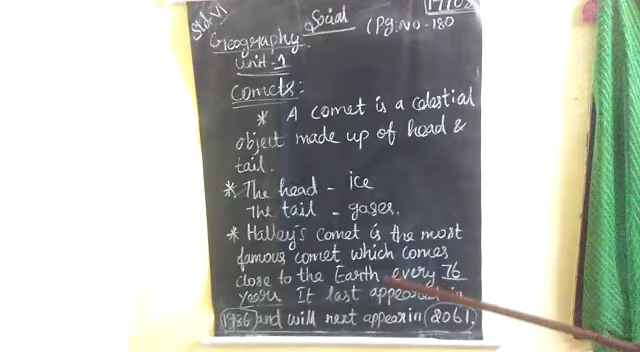 Std-VI
Social
(Pg.No-180
Geography
Unit-1
Comets:
* A comet is a celestial
object made up of head &
tail.
* The head - ice
The tail - gases.
* Halley's comet is the most
famous comet which comes
close to the Earth every 76
years It last appeared in
1986 and will next appear in 2061.